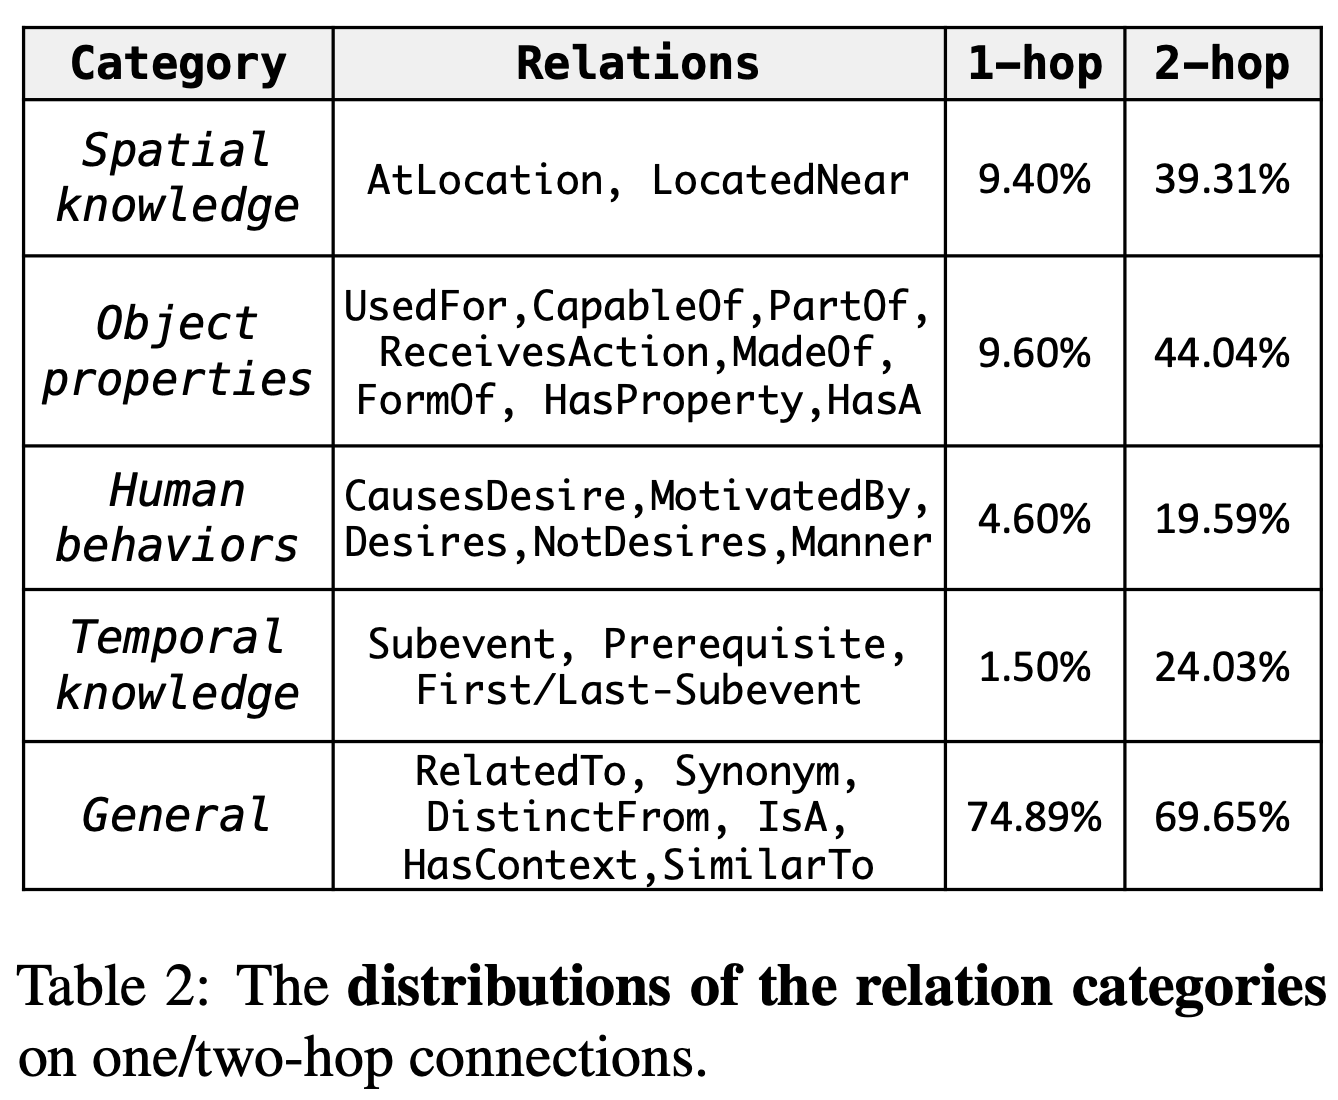 Category Relations 1-hop 2-hop
Spatial
knowledge
AtLocation, LocatedNear
9.40%
39.31%
Object
properties
UsedFor,CapableOf,PartOf,
ReceivesAction,MadeOf,
FormOf, HasProperty,HasA
9.60%
44.04%
Human
behaviors
CausesDesire,MotivatedBy,
Desires,NotDesires,Manner
4.60%
19.59%
Temporal
knowledge
Subevent, Prerequisite,
First/Last-Subevent
1.50%
24.03%
General
RelatedTo, Synonym,
DistinctFrom, IsA,
HasContext,SimilarTo
74.89%
69.65%
Table 2: The distributions of the relation categories
on one/two-hop connections.